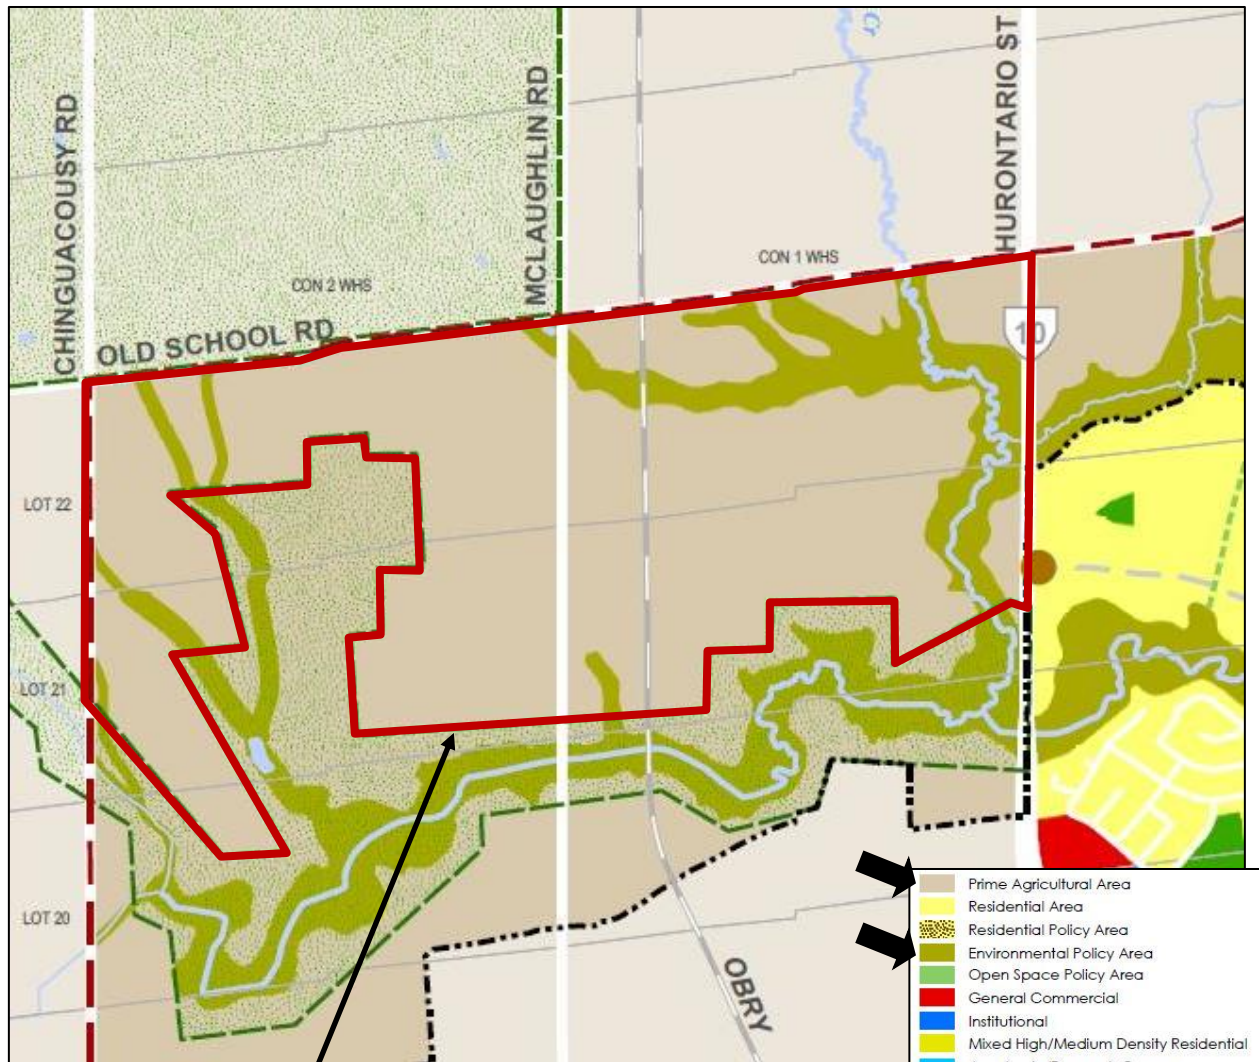 Cr
HURONTARIO ST
CHINGUACOUSY RD
MCLAUGHLIN RD
CON 1 WHS
CON 2 WHS
OLD SCHOOL RD
10
LOT 22
LOT 21
LOT 20
OBRY
Prime Agricultural Area
Residential Area
Residential Policy Area
Environmental Policy Area
Open Space Policy Area
General Commercial
Institutional
Mixed High/Medium Density Residential